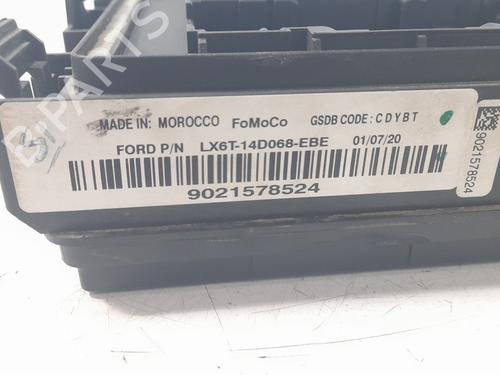 MADE IN: MOROCCO FoMoCo GSDB CODE: CDYBT
FORD P/N LX6T-14D068-EBE 01/07/20
9021578524
9021578524
B-PARTS